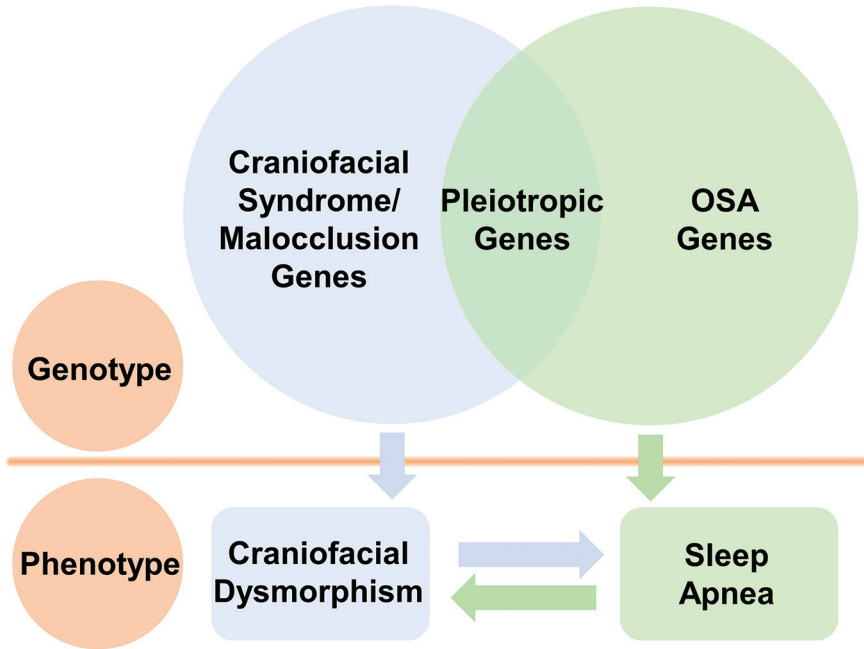 Craniofacial
Syndrome/
Malocclusion
Genes
Pleiotropic
Genes
OSA
Genes
Genotype
Phenotype
Craniofacial
Dysmorphism
Sleep
Apnea